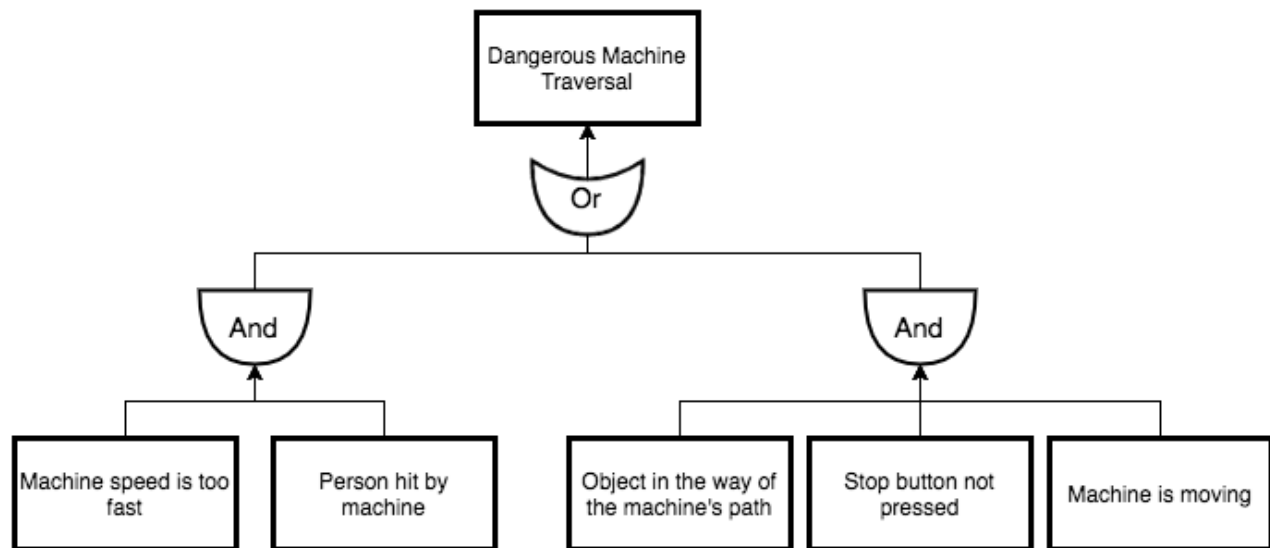 Dangerous Machine
Traversal
Or
And
And
Machine speed is too
fast
Person hit by
machine
Object in the way of
the machine's path
Stop button not
pressed
Machine is moving